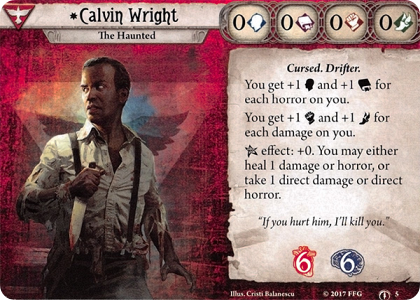 *Calvin Wright
The Haunted
0 0 0 0
Cursed. Drifter.
You get +1 and +1 for
each horror on you.
You get +1 and +1 for
each damage on you.
effect: +0. You may either
heal 1 damage or horror, or
take 1 direct damage or direct
horror.
“If you hurt him, I’ll kill you.”
6 6
Illus. Cristi Balanescu © 2017 FFG 5